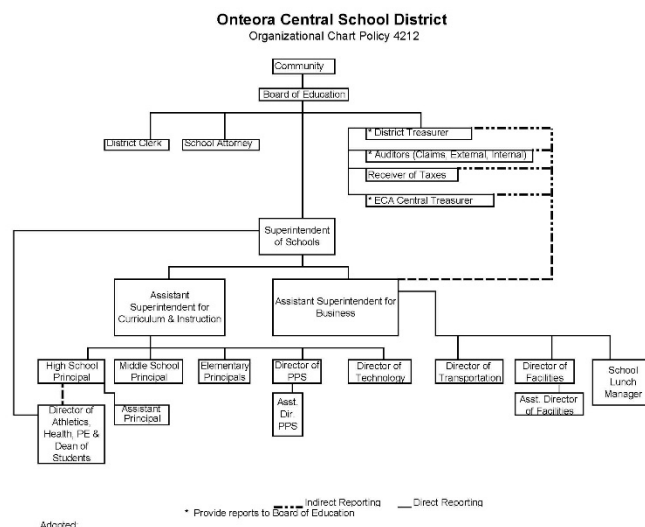 Onteora Central School District
Organizational Chart Policy 4212
Community
Board of Education
District Clerk
School Attorney
* District Treasurer
* Auditors (Claims, External, Internal)
Receiver of Taxes
* ECA Central Treasurer
Superintendent
of Schools
Assistant
Superintendent for
Curriculum & Instruction
Assistant Superintendent for
Business
High School
Principal
Middle School
Principal
Elementary
Principals
Director of
PPS
Director of
Technology
Director of
Transportation
Director of
Facilities
School
Lunch
Manager
Director of
Athletics,
Health, PE &
Dean of
Students
Assistant
Principal
Asst.
Dir
PPS
Asst. Director
of Facilities
Indirect Reporting
Direct Reporting
* Provide reports to Board of Education
Adopted: